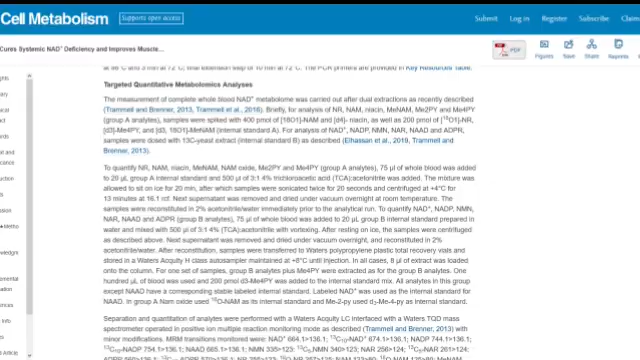 Cell Metabolism
Supports open access
Submit Log in Register Subscribe Claim
Cures Systemic NAD+ Deficiency and Improves Muscle...
PDF
Figures Save Share Reprints
Targeted Quantitative Metabolomics Analyses
The measurement of complete whole blood NAD+ metabolome was carried out after dual extractions as recently described
(Trammell and Brenner, 2013, Trammell et al., 2016). Briefly, for analysis of NR, NAM, niacin, MeNAM, Me2PY and Me4PY
(group A analytes), samples were spiked with 400 pmol of [18O1]-NAM and [d4]- niacin, as well as 200 pmol of [18O1]-NR,
[d3]-Me4PY, and [d3, 18O1]-MeNAM (internal standard A). For analysis of NAD+, NADP, NMN, NAR, NAAD and ADPR,
samples were dosed with 13C-yeast extract (internal standard B) as described (Elhassan et al., 2019, Trammell and
Brenner, 2013).
To quantify NR, NAM, niacin, MeNAM, NAM oxide, Me2PY and Me4PY (group A analytes), 75 μl of whole blood was added
to 20 μL group A internal standard and 500 μl of 3:1 4% trichloroacetic acid (TCA):acetonitrile was added. The mixture was
allowed to sit on ice for 20 min, after which samples were sonicated twice for 20 seconds and centrifuged at +4°C for
13 minutes at 16.1 rcf. Next supernatant was removed and dried under vacuum overnight at room temperature. The
samples were reconstituted in 2% acetonitrile/water immediately prior to the analytical run. To quantify NAD+, NADP, NMN,
NAR, NAAD and ADPR (group B analytes), 75 μl of whole blood was added to 20 μL group B internal standard prepared in
water and mixed with 500 μl of 3:1 4% (TCA):acetonitrile with vortexing. After resting on ice, the samples were centrifuged
as described above. Next supernatant was removed and dried under vacuum overnight, and reconstituted in 2%
acetonitrile/water. After reconstitution, samples were transferred to Waters polypropylene plastic total recovery vials and
stored in a Waters Acquity H class autosampler maintained at +8°C until injection. In all cases, 8 μl of extract was loaded
onto the column. For one set of samples, group B analytes plus Me4PY were extracted as for the group B analytes. One
hundred μL of blood was used and 200 pmol d3-Me4PY was added to the internal standard mix. All analytes in this
group except NAAD have a corresponding stable labeled internal standard. Labeled NAD+ was used as the internal standard for
NAAD. In group A Nam oxide used 18O-NAM as its internal standard and Me-2-py used d3-Me-4-py as internal standard.
Separation and quantitation of analytes were performed with a Waters Acquity LC interfaced with a Waters TQD mass
spectrometer operated in positive ion multiple reaction monitoring mode as described (Trammell and Brenner, 2013) with
minor modifications. MRM transitions monitored were: NAD+ 664.1>136.1; 13C10-NAD+ 674.1>136.1; NADP 744.1>136.1;